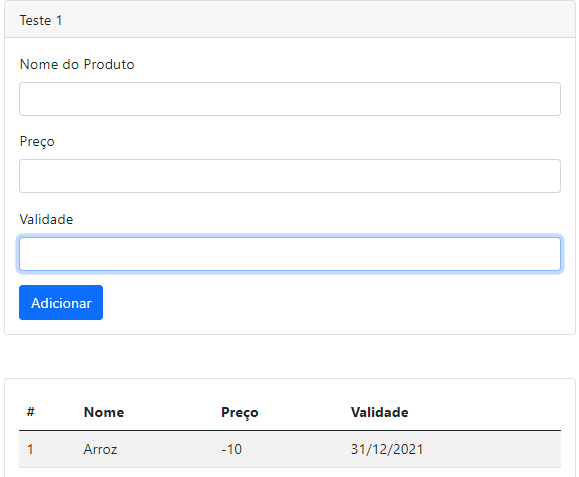 Teste 1
Nome do Produto
Preço
Validade
Adicionar
# Nome Preço Validade
1 Arroz -10 31/12/2021